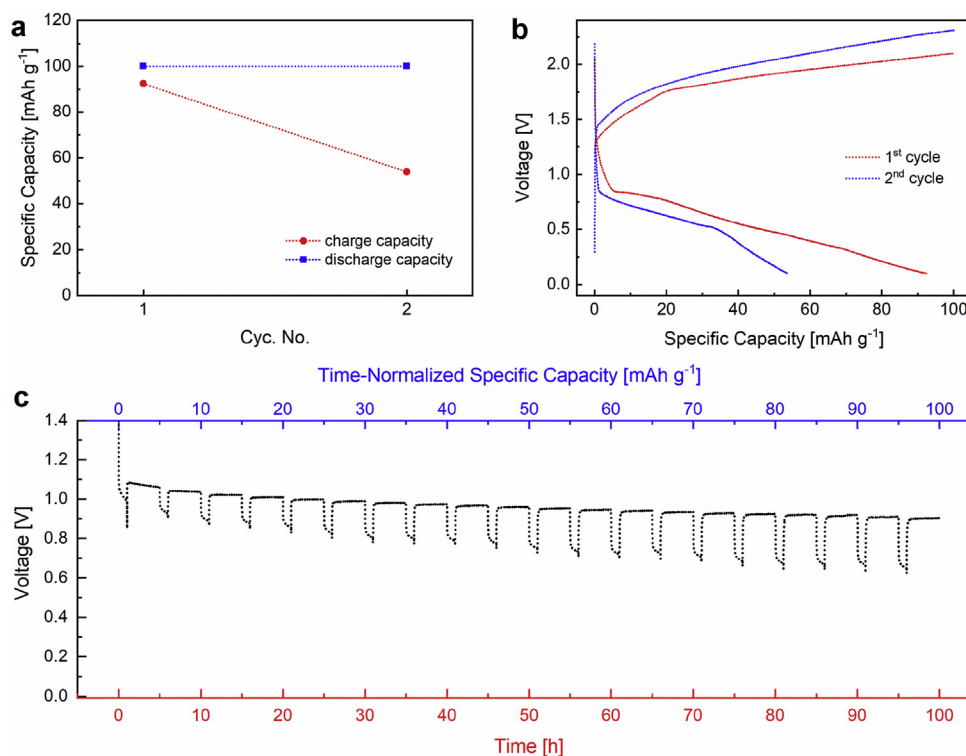 a
120
100
80
60
40
20
0
Specific Capacity [mAh g⁻¹]
charge capacity
discharge capacity
1
2
Cyc. No.
b
2.0
1.5
1.0
0.5
0.0
Voltage [V]
1st cycle
2nd cycle
0 20 40 60 80 100
Specific Capacity [mAh g⁻¹]
Time-Normalized Specific Capacity [mAh g⁻¹]
c
0 10 20 30 40 50 60 70 80 90 100
1.4
1.2
1.0
0.8
0.6
0.4
0.2
0.0
Voltage [V]
0 10 20 30 40 50 60 70 80 90 100
Time [h]